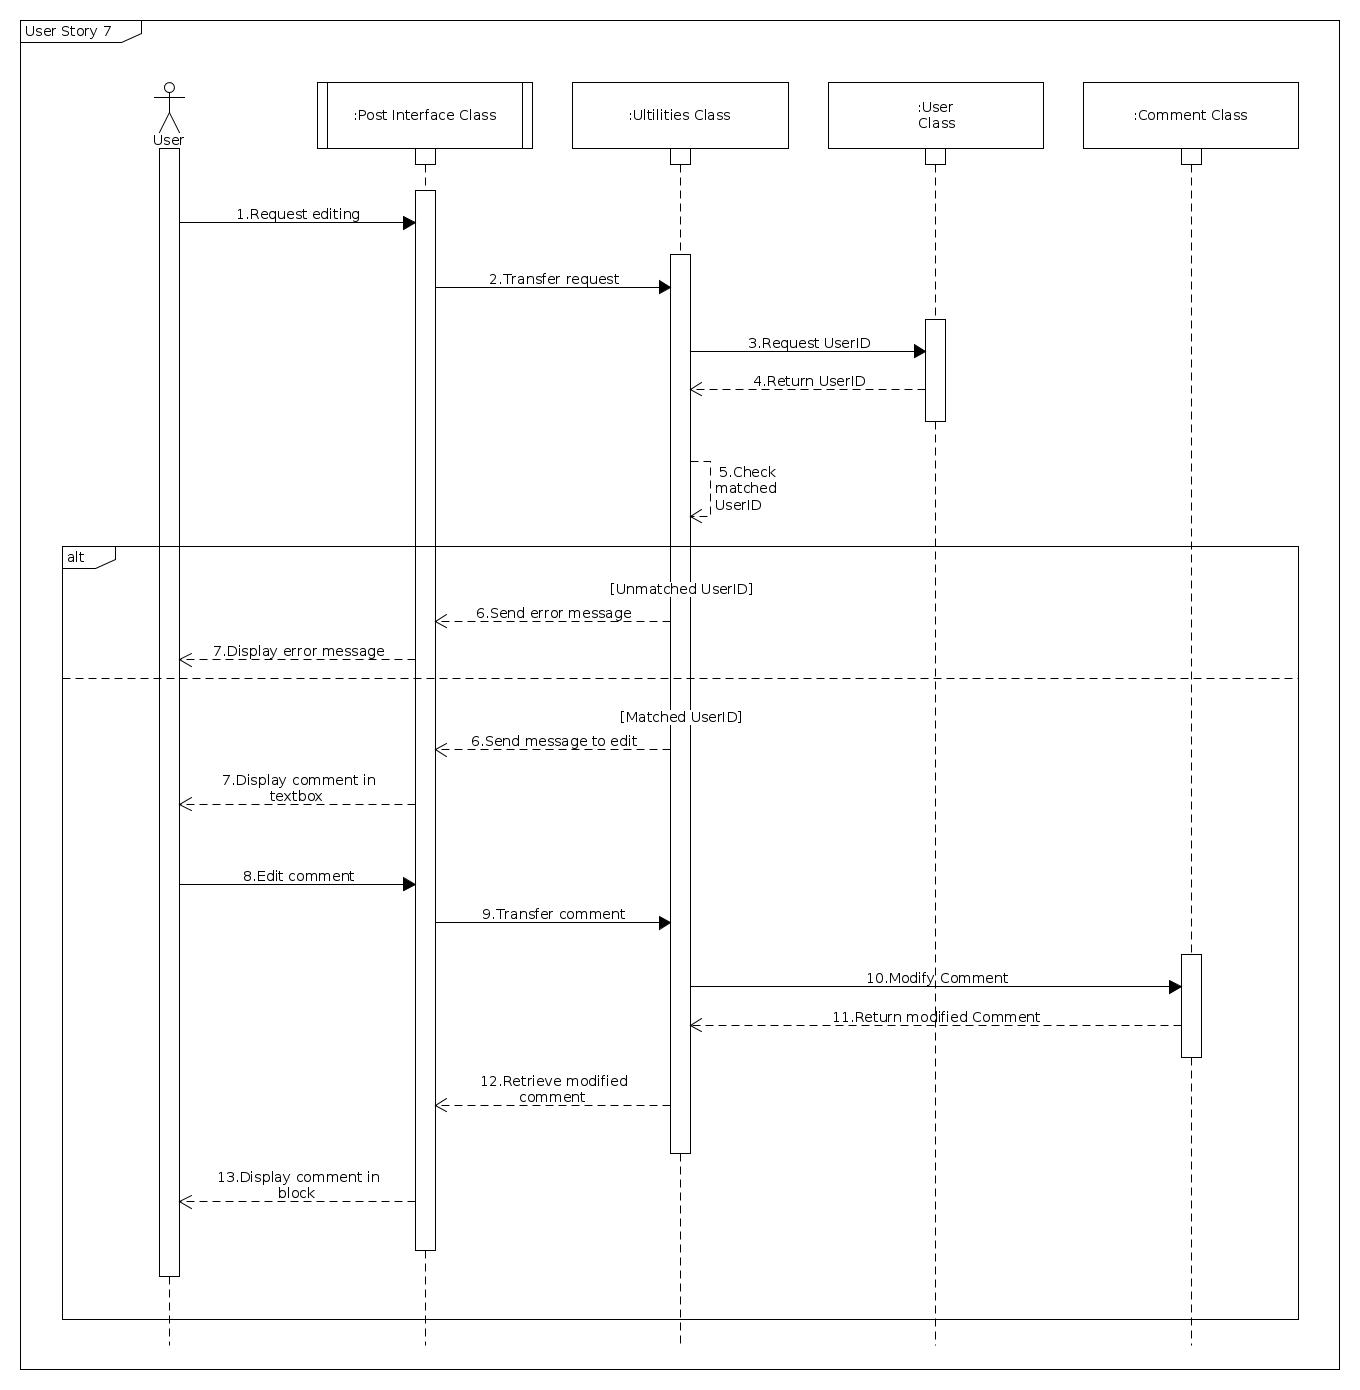 User Story 7
User
:Post Interface Class
:Ultilities Class
:User
Class
:Comment Class
1.Request editing
2.Transfer request
3.Request UserID
4.Return UserID
5.Check
matched
UserID
alt
[Unmatched UserID]
6.Send error message
7.Display error message
[Matched UserID]
6.Send message to edit
7.Display comment in
textbox
8.Edit comment
9.Transfer comment
10.Modify Comment
11.Return modified Comment
12.Retrieve modified
comment
13.Display comment in
block